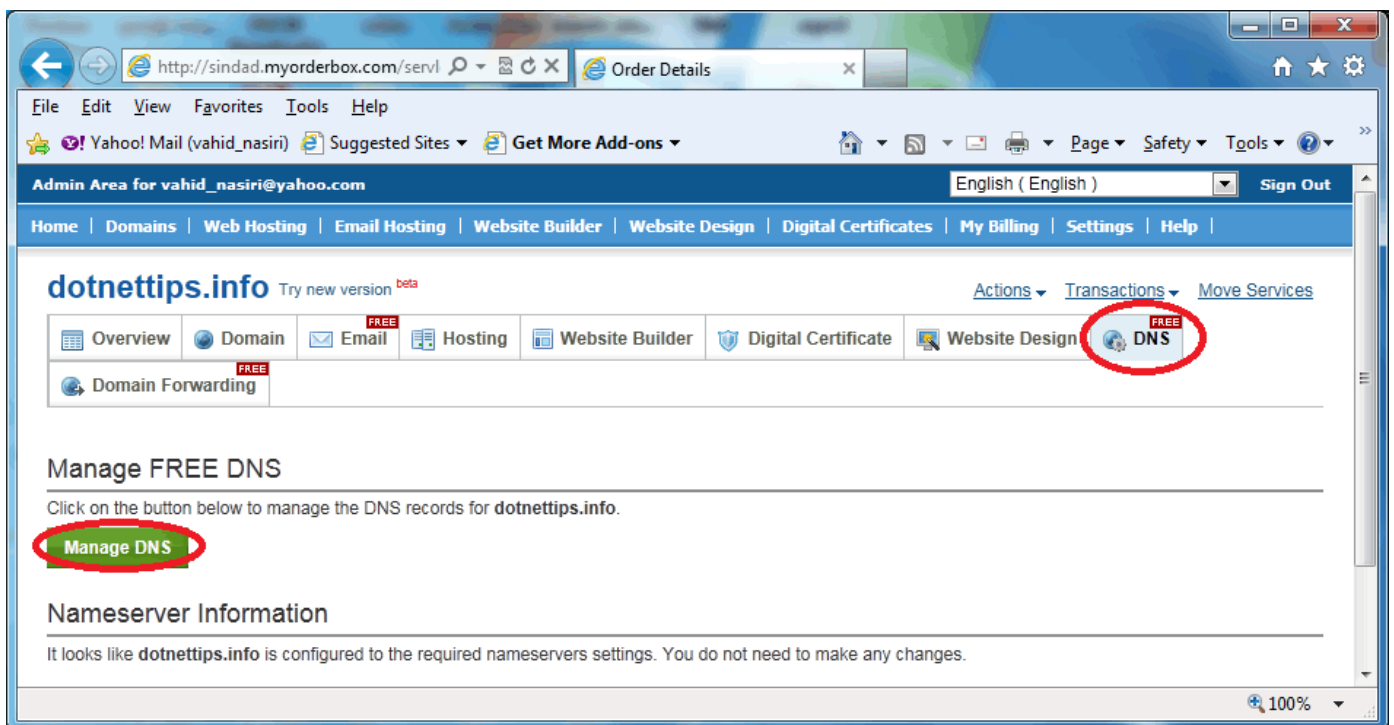 http://sindad.myorderbox.com/servl
Order Details
File Edit View Favorites Tools Help
Yahoo! Mail (vahid_nasiri) Suggested Sites Get More Add-ons Page Safety Tools
Admin Area for vahid_nasiri@yahoo.com English ( English ) Sign Out
Home | Domains | Web Hosting | Email Hosting | Website Builder | Website Design | Digital Certificates | My Billing | Settings | Help |
dotnettips.info Try new version beta Actions Transactions Move Services
Overview Domain Email FREE Hosting Website Builder Digital Certificate Website Design DNS FREE
Domain Forwarding FREE
Manage FREE DNS
Click on the button below to manage the DNS records for dotnettips.info.
Manage DNS
Nameserver Information
It looks like dotnettips.info is configured to the required nameservers settings. You do not need to make any changes.
100%